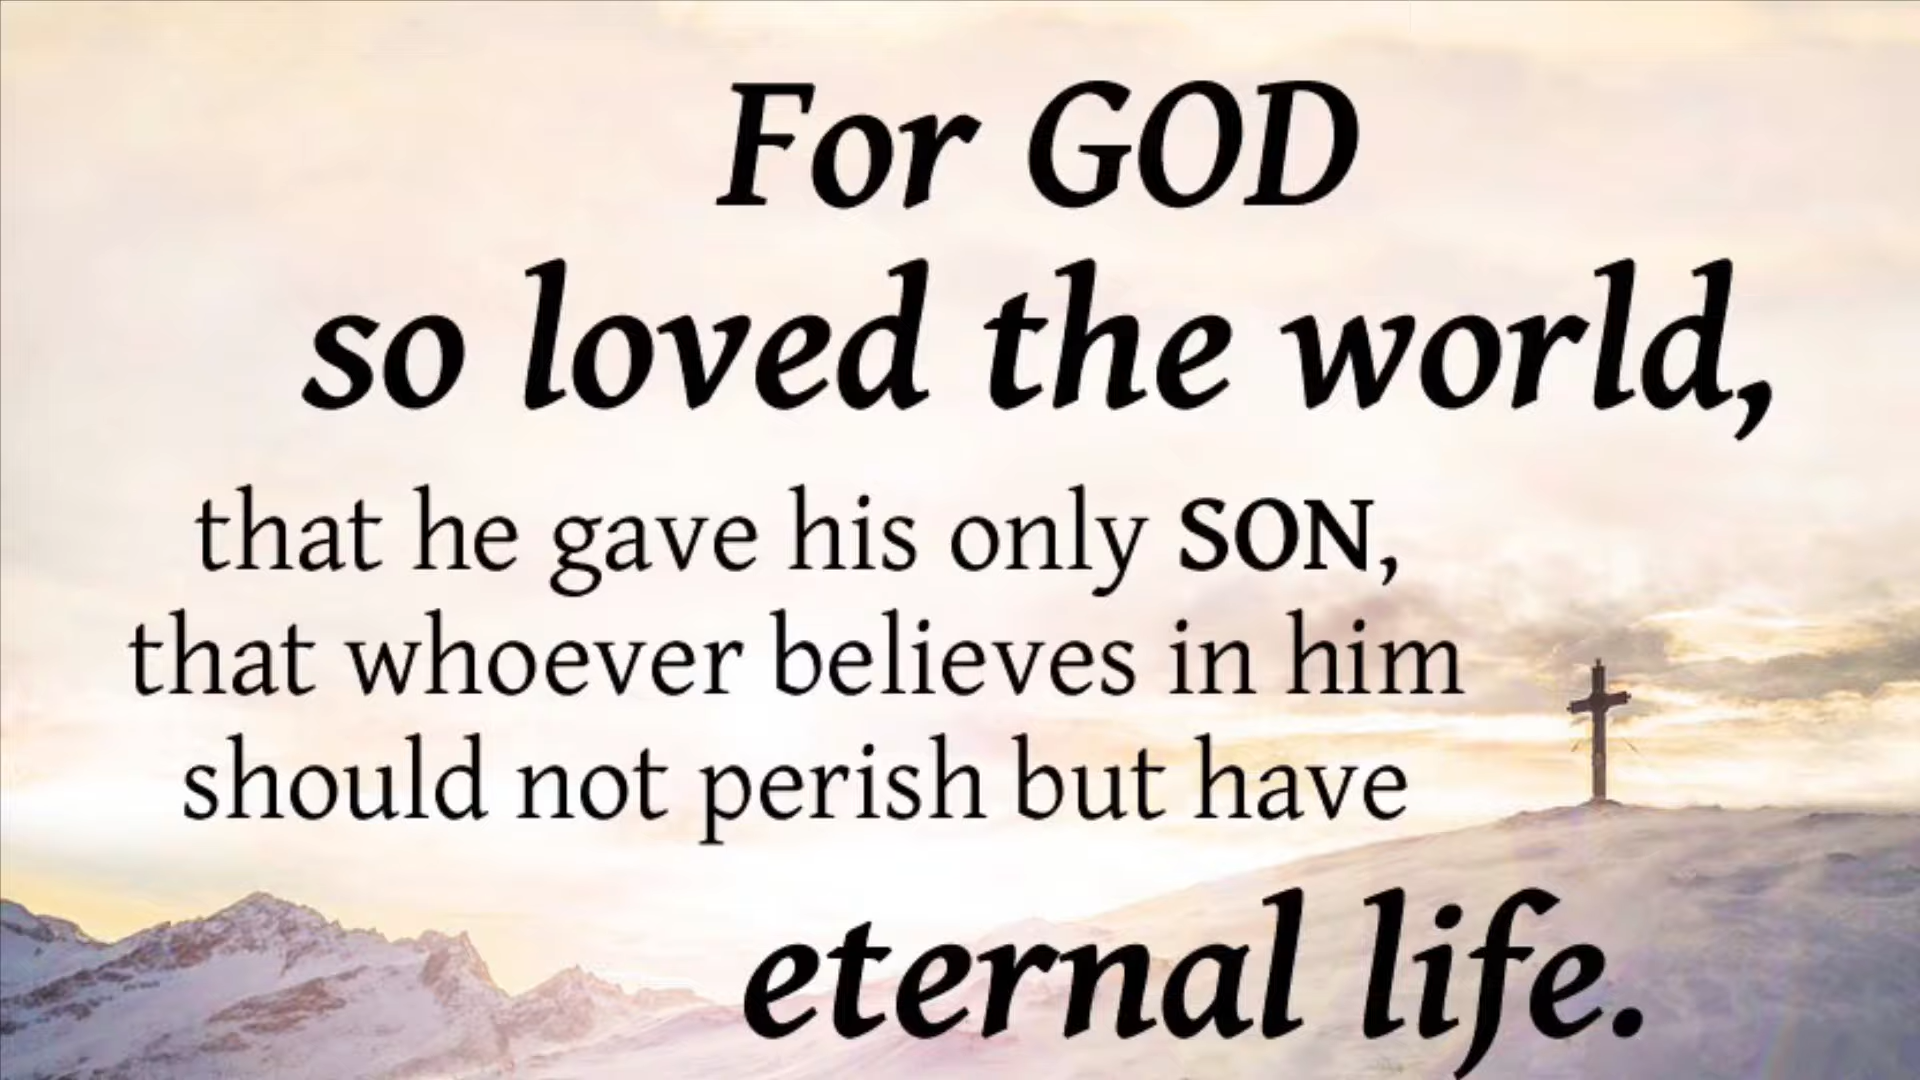 For GOD
so loved the world,
that he gave his only SON,
that whoever believes in him
should not perish but have
eternal life.